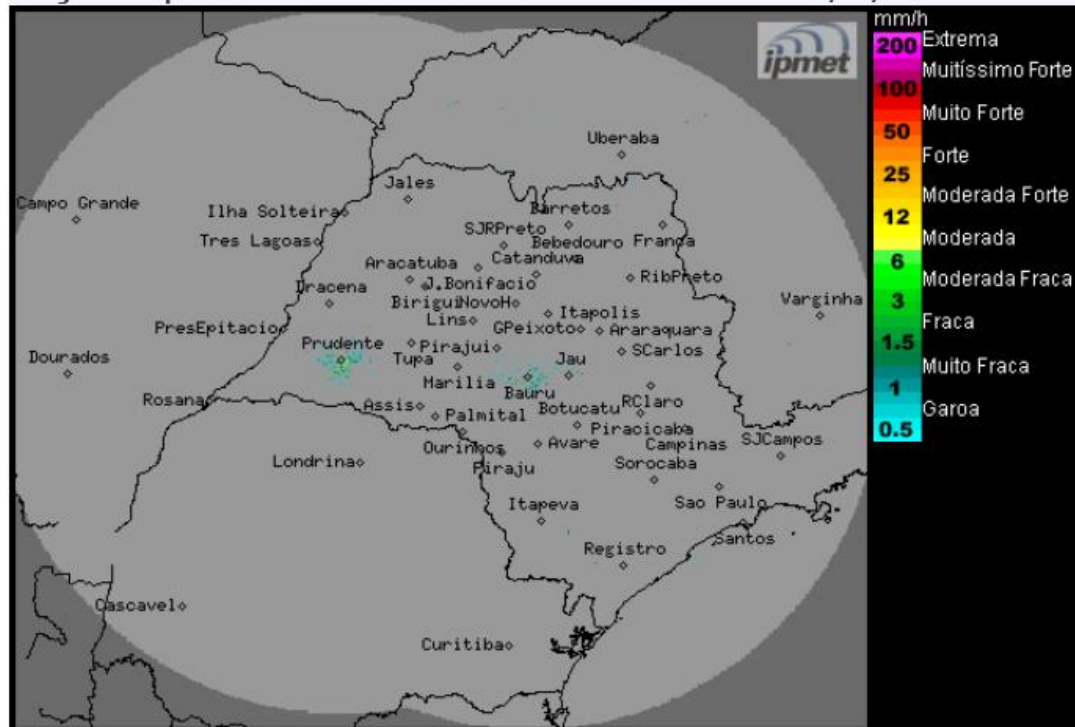 mm/h
200 Extrema
Muitíssimo Forte
100
Muito Forte
50
Forte
25
Moderada Forte
12
Moderada
6
Moderada Fraca
3
Fraca
1.5
Muito Fraca
1
Garoa
0.5
ipmet
Uberaba
Jales
Campo Grande
Ilha Solteira
Barretos
SJRPreto
Tres Lagoas
Bebedouro Franca
Aracatuba
Catanduva
J.Bonifacio
RibPreto
Dracena
Birigui NovoH
Itapolis
Varginha
Lins
GPeixoto
Araraquara
PresEpitacio
Prudente
Pirajui
SCarlos
Dourados
Tupa
Jau
Marilia
Bauru
Rosana
Assis
Botucatu
RClaro
Palmital
Piracicaba
Ourinhos
Avare
Campinas
SJCampos
Londrina
Piraju
Sorocaba
Itapeva
Sao Paulo
Santos
Registro
Cascavel
Curitiba